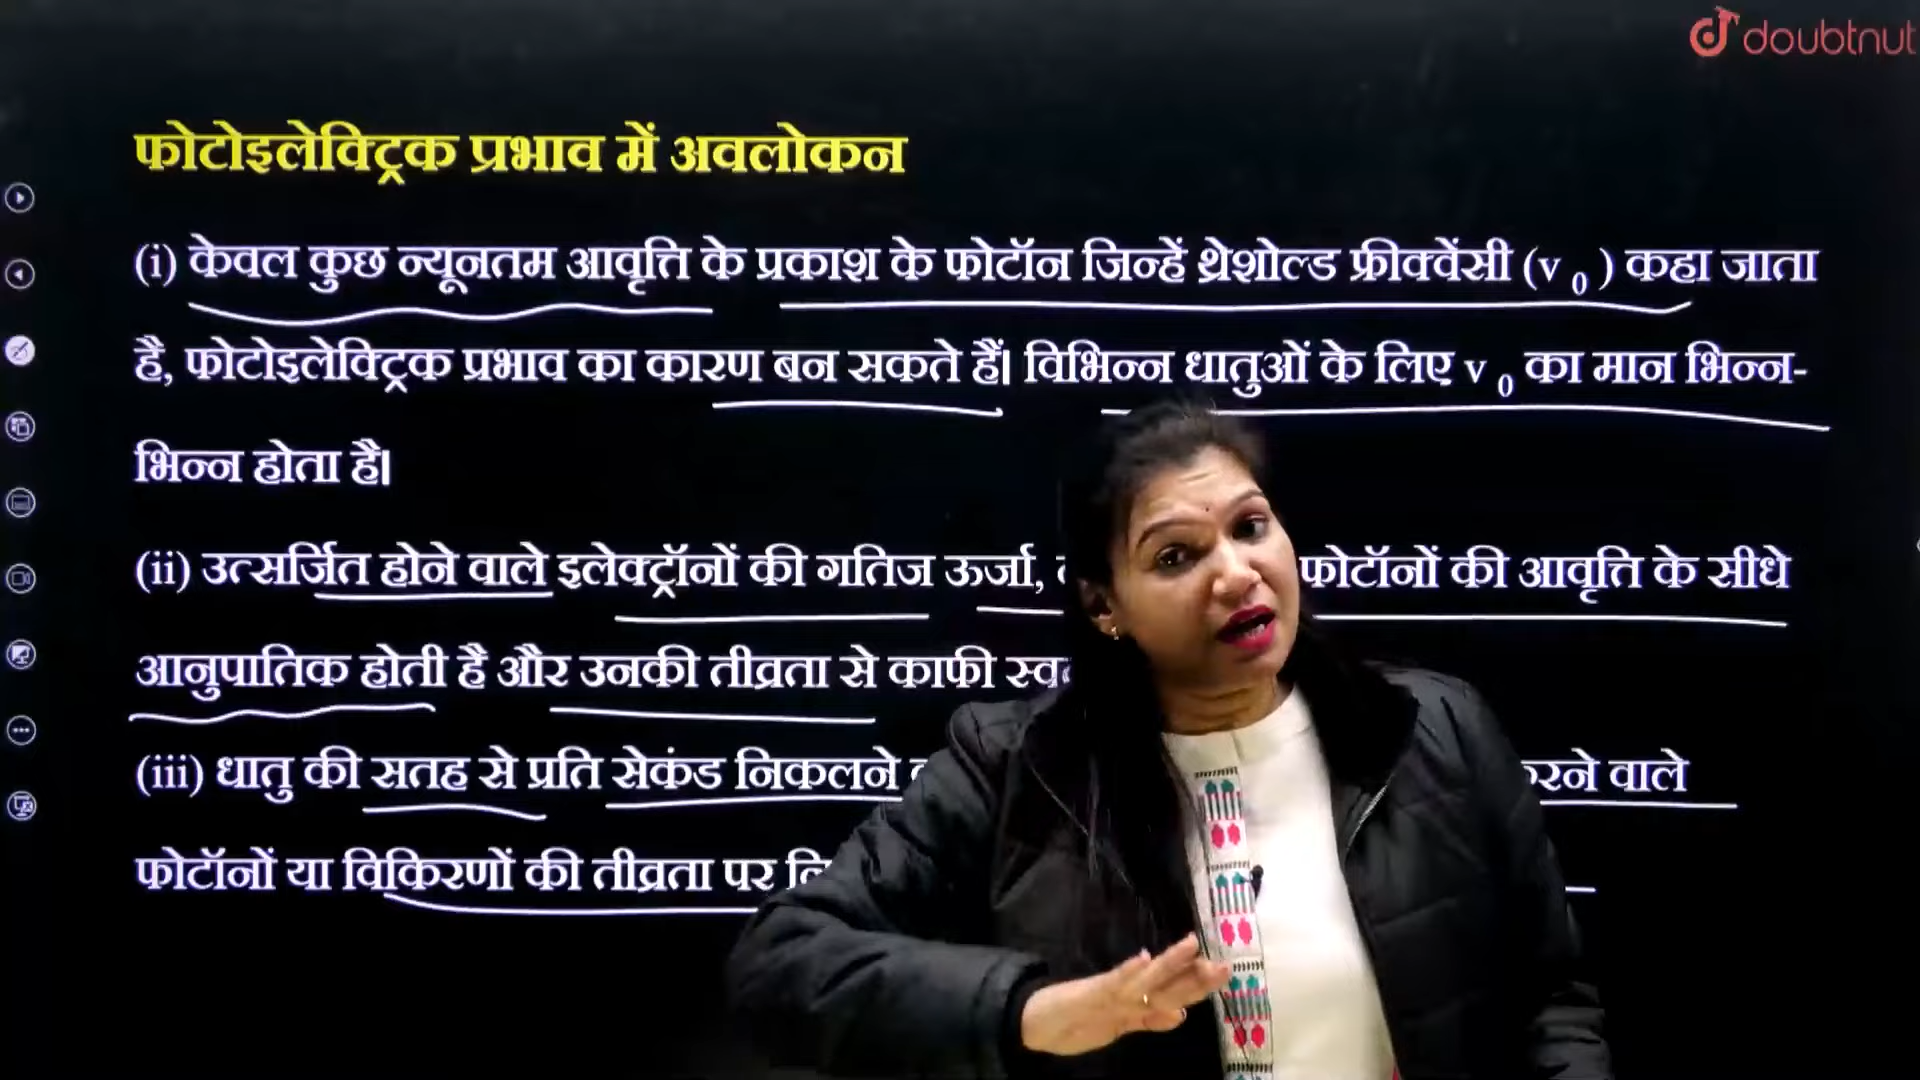 doubtnut
फोटोइलेक्ट्रिक प्रभाव में अवलोकन
(i) केवल कुछ न्यूनतम आवृत्ति के प्रकाश के फोटॉन जिन्हें थ्रेशोल्ड फ्रीक्वेंसी (v ₀ ) कहा जाता
है, फोटोइलेक्ट्रिक प्रभाव का कारण बन सकते हैं। विभिन्न धातुओं के लिए v ₀ का मान भिन्न-
भिन्न होता है।
(ii) उत्सर्जित होने वाले इलेक्ट्रॉनों की गतिज ऊर्जा, फोटॉनों की आवृत्ति के सीधे
आनुपातिक होती है और उनकी तीव्रता से काफी
(iii) धातु की सतह से प्रति सेकंड निकलने वाले
फोटॉनों या विकिरणों की तीव्रता पर